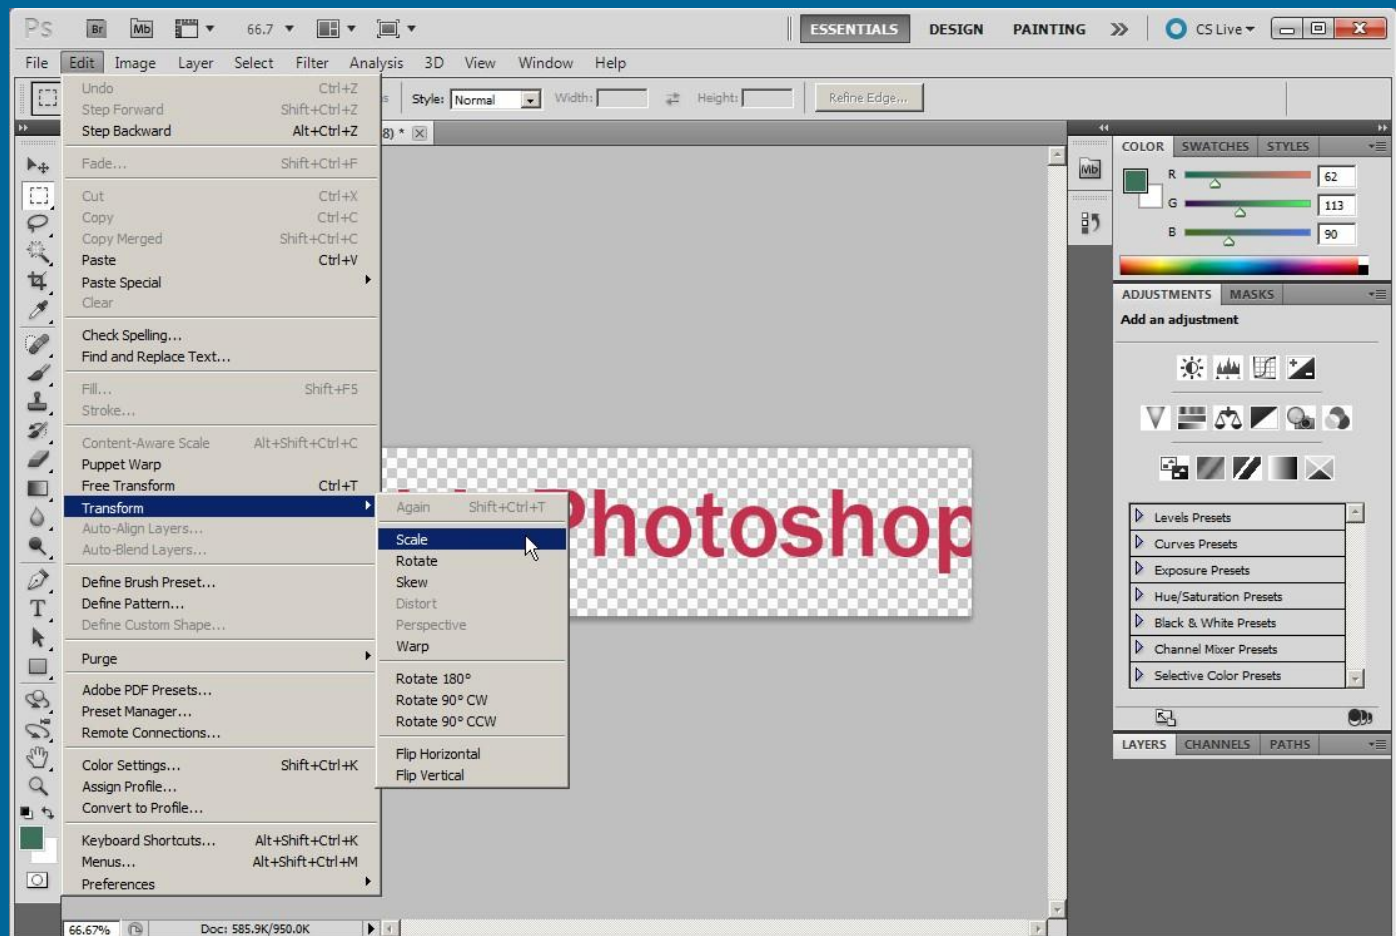 Ps Br Mb 66.7 ESSENTIALS DESIGN PAINTING CS Live
File Edit Image Layer Select Filter Analysis 3D View Window Help
Style: Normal Width: Height: Refine Edge...
8) *
Undo Ctrl+Z
Step Forward Shift+Ctrl+Z
Step Backward Alt+Ctrl+Z
Fade... Shift+Ctrl+F
Cut Ctrl+X
Copy Ctrl+C
Copy Merged Shift+Ctrl+C
Paste Ctrl+V
Paste Special
Clear
Check Spelling...
Find and Replace Text...
Fill... Shift+F5
Stroke...
Content-Aware Scale Alt+Shift+Ctrl+C
Puppet Warp
Free Transform Ctrl+T
Transform
Auto-Align Layers...
Auto-Blend Layers...
Define Brush Preset...
Define Pattern...
Define Custom Shape...
Purge
Adobe PDF Presets...
Preset Manager...
Remote Connections...
Color Settings... Shift+Ctrl+K
Assign Profile...
Convert to Profile...
Keyboard Shortcuts... Alt+Shift+Ctrl+K
Menus... Alt+Shift+Ctrl+M
Preferences
Again Shift+Ctrl+T
Scale
Rotate
Skew
Distort
Perspective
Warp
Rotate 180°
Rotate 90° CW
Rotate 90° CCW
Flip Horizontal
Flip Vertical
Photoshop
Mb
COLOR SWATCHES STYLES
R 62
G 113
B 90
ADJUSTMENTS MASKS
Add an adjustment
Levels Presets
Curves Presets
Exposure Presets
Hue/Saturation Presets
Black & White Presets
Channel Mixer Presets
Selective Color Presets
LAYERS CHANNELS PATHS
66.67% Doc: 585.9K/950.0K